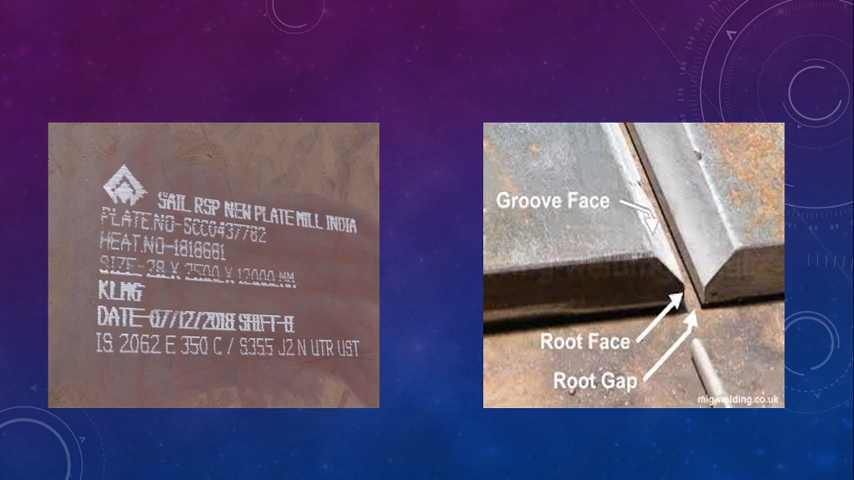 SAIL RSP NEW PLATE MILL INDIA
PLATE.NO-SCC0437782
HEAT.NO-1818681
SIZE-28 X 2500 X 12000 MM
KLMG
DATE-07/12/2018 SHIFT-B
IS 2062 E 350 C / S355 J2 N UTR UST
Groove Face
Root Face
Root Gap
migwelding.co.uk